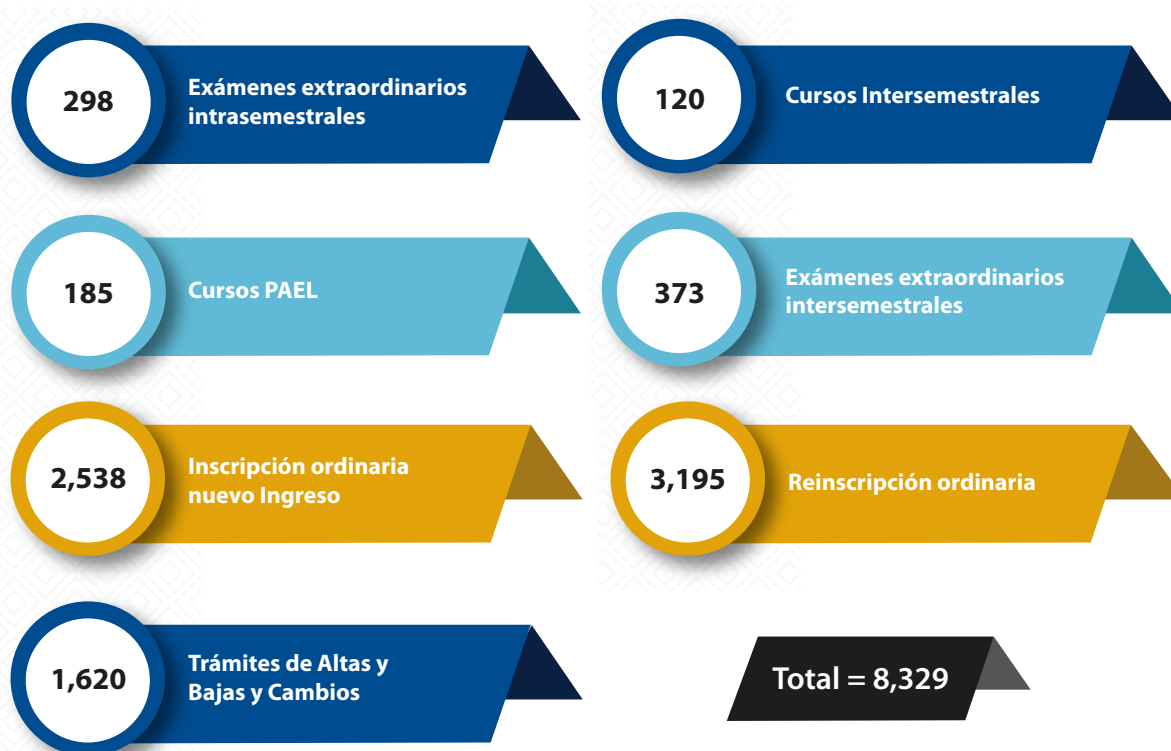 298
Exámenes extraordinarios
intrasemestrales
120
Cursos Intersemestrales
185
Cursos PAEL
373
Exámenes extraordinarios
intersemestrales
2,538
Inscripción ordinaria
nuevo Ingreso
3,195
Reinscripción ordinaria
1,620
Trámites de Altas y
Bajas y Cambios
Total = 8,329